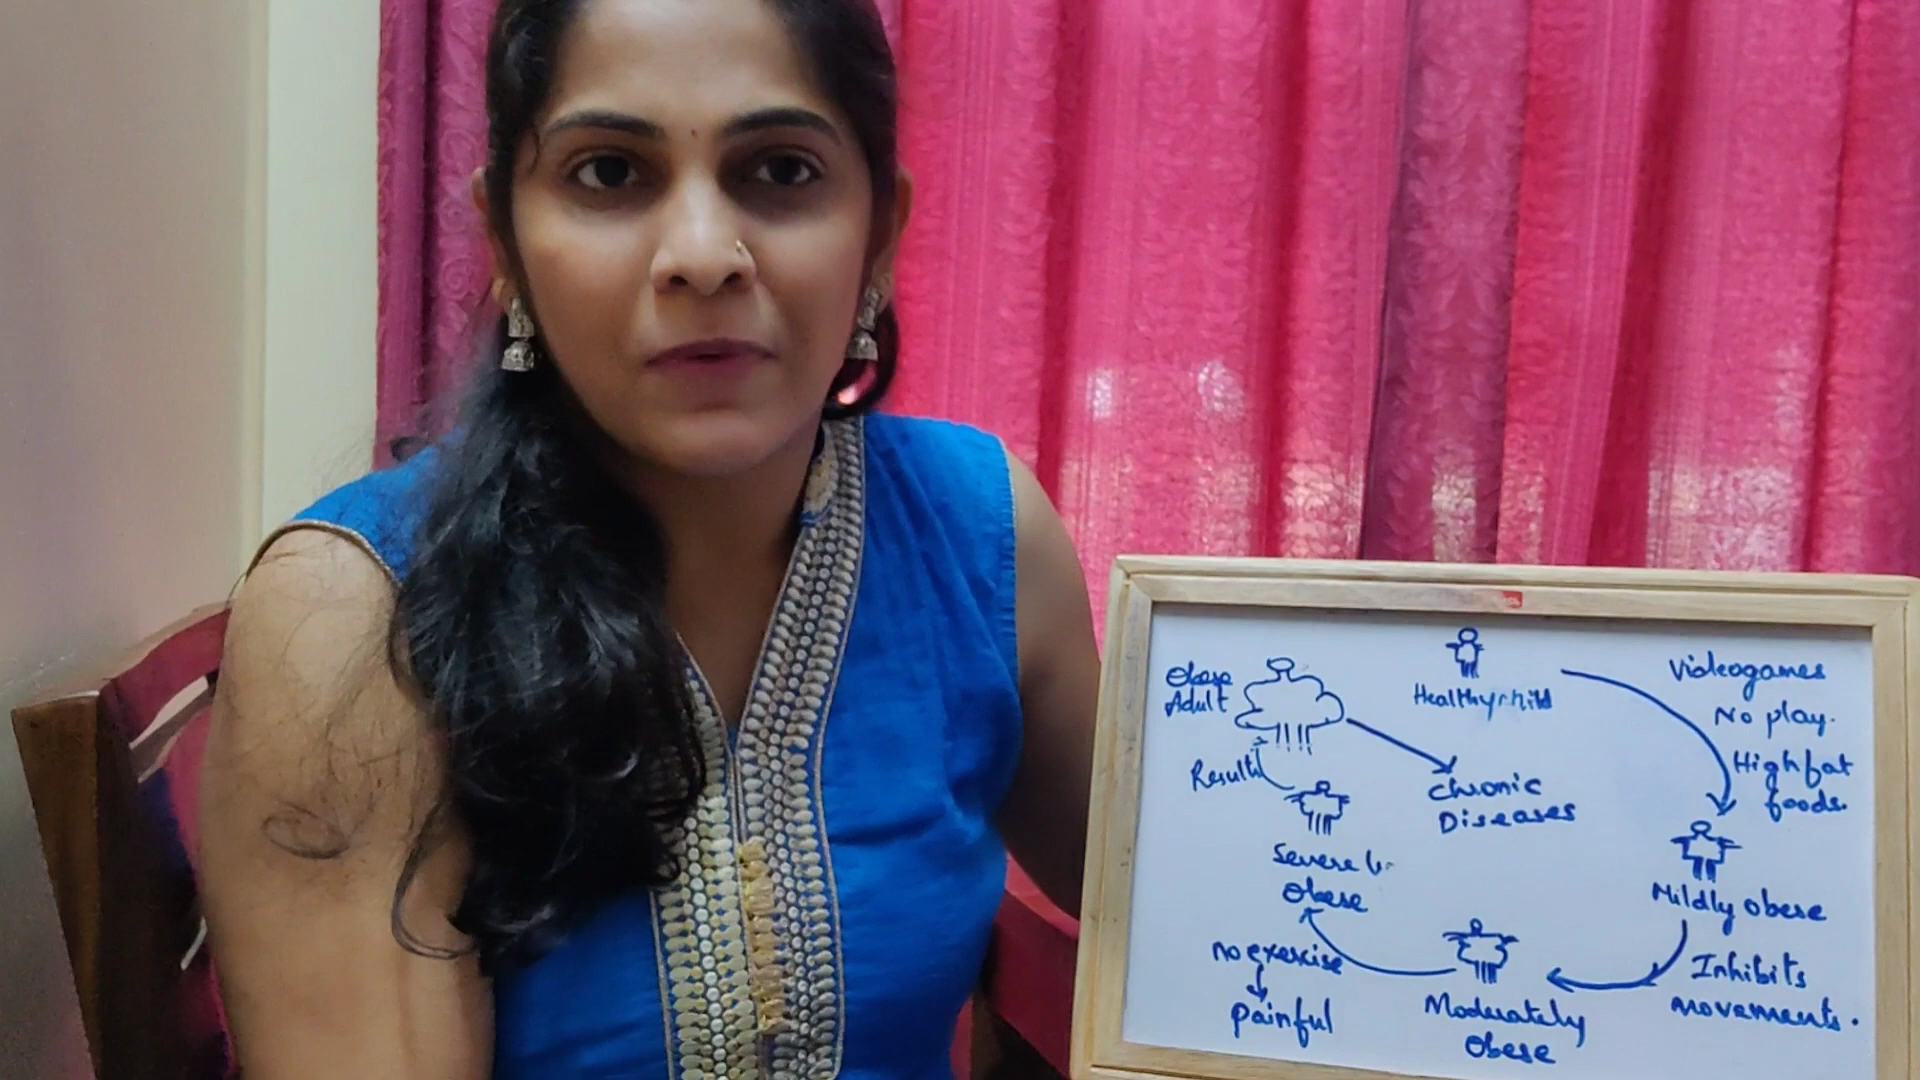 Healthy child
Videogames
No play.
High fat
foods.
Mildly obese
Inhibits
movements.
Moderately
Obese
no exercise
painful
Obese
Results
Obese
Adult
Chronic
Diseases